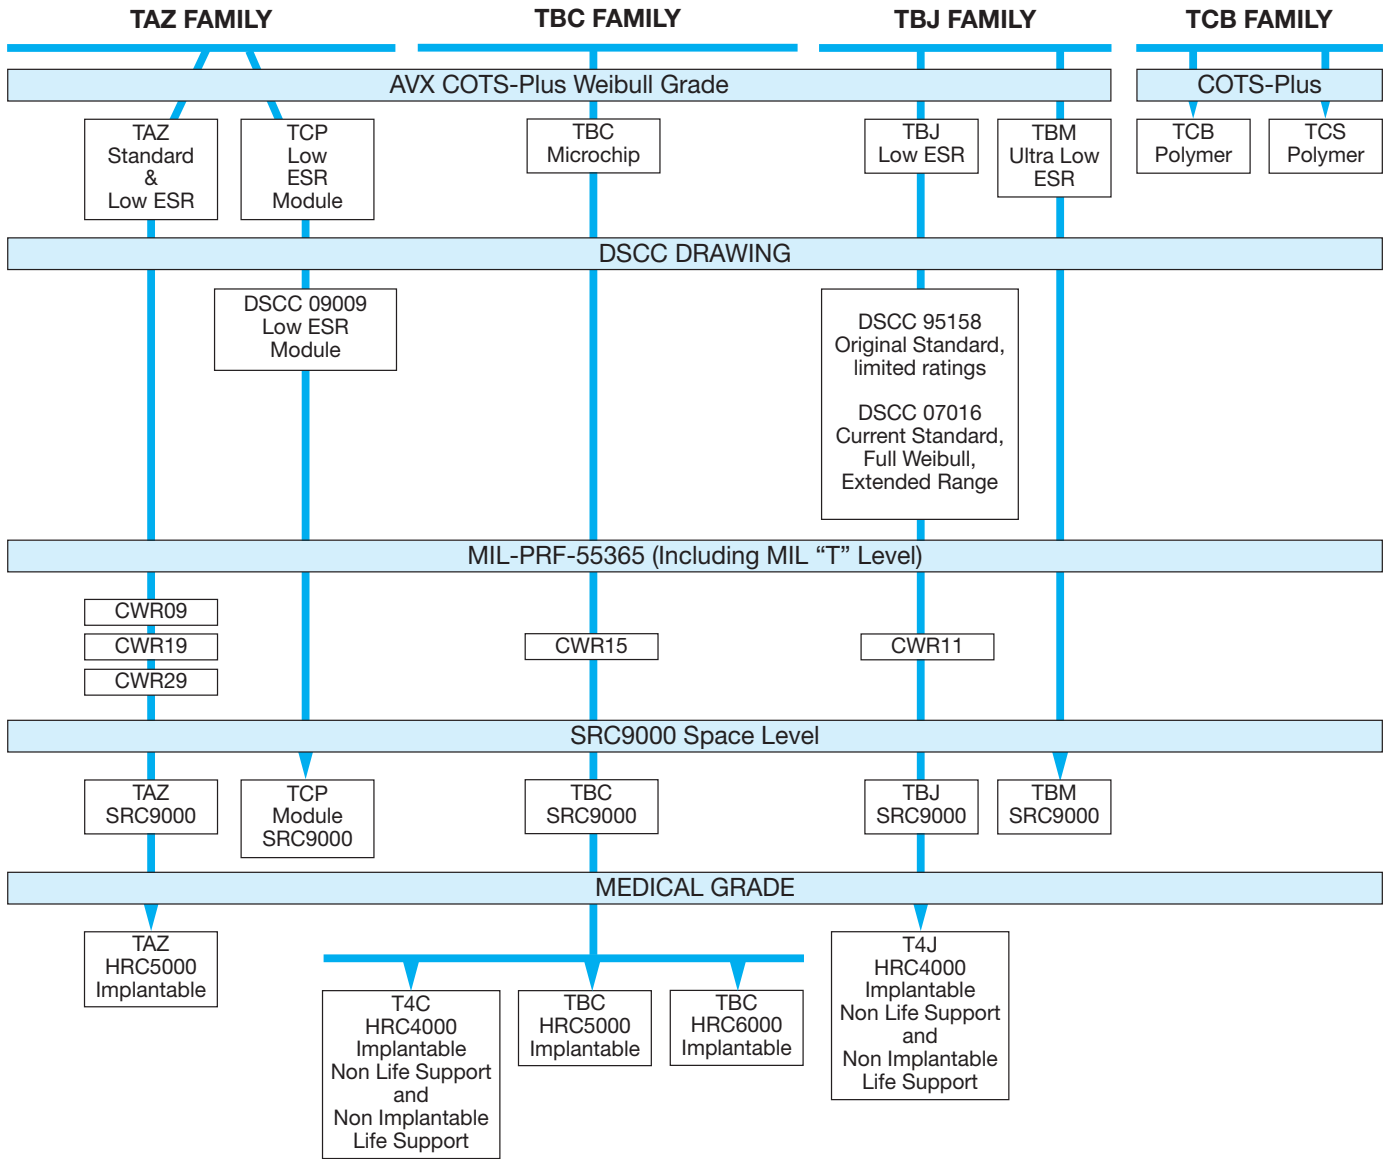 TAZ FAMILY
TBC FAMILY
TBJ FAMILY
TCB FAMILY
AVX COTS-Plus Weibull Grade
COTS-Plus
TAZ
Standard
&
Low ESR
TCP
Low
ESR
Module
TBC
Microchip
TBJ
Low ESR
TBM
Ultra Low
ESR
TCB
Polymer
TCS
Polymer
DSCC DRAWING
DSCC 09009
Low ESR
Module
DSCC 95158
Original Standard,
limited ratings
DSCC 07016
Current Standard,
Full Weibull,
Extended Range
MIL-PRF-55365 (Including MIL “T” Level)
CWR09
CWR19
CWR29
CWR15
CWR11
SRC9000 Space Level
TAZ
SRC9000
TCP
Module
SRC9000
TBC
SRC9000
TBJ
SRC9000
TBM
SRC9000
MEDICAL GRADE
TAZ
HRC5000
Implantable
T4C
HRC4000
Implantable
Non Life Support
and
Non Implantable
Life Support
TBC
HRC5000
Implantable
TBC
HRC6000
Implantable
T4J
HRC4000
Implantable
Non Life Support
and
Non Implantable
Life Support